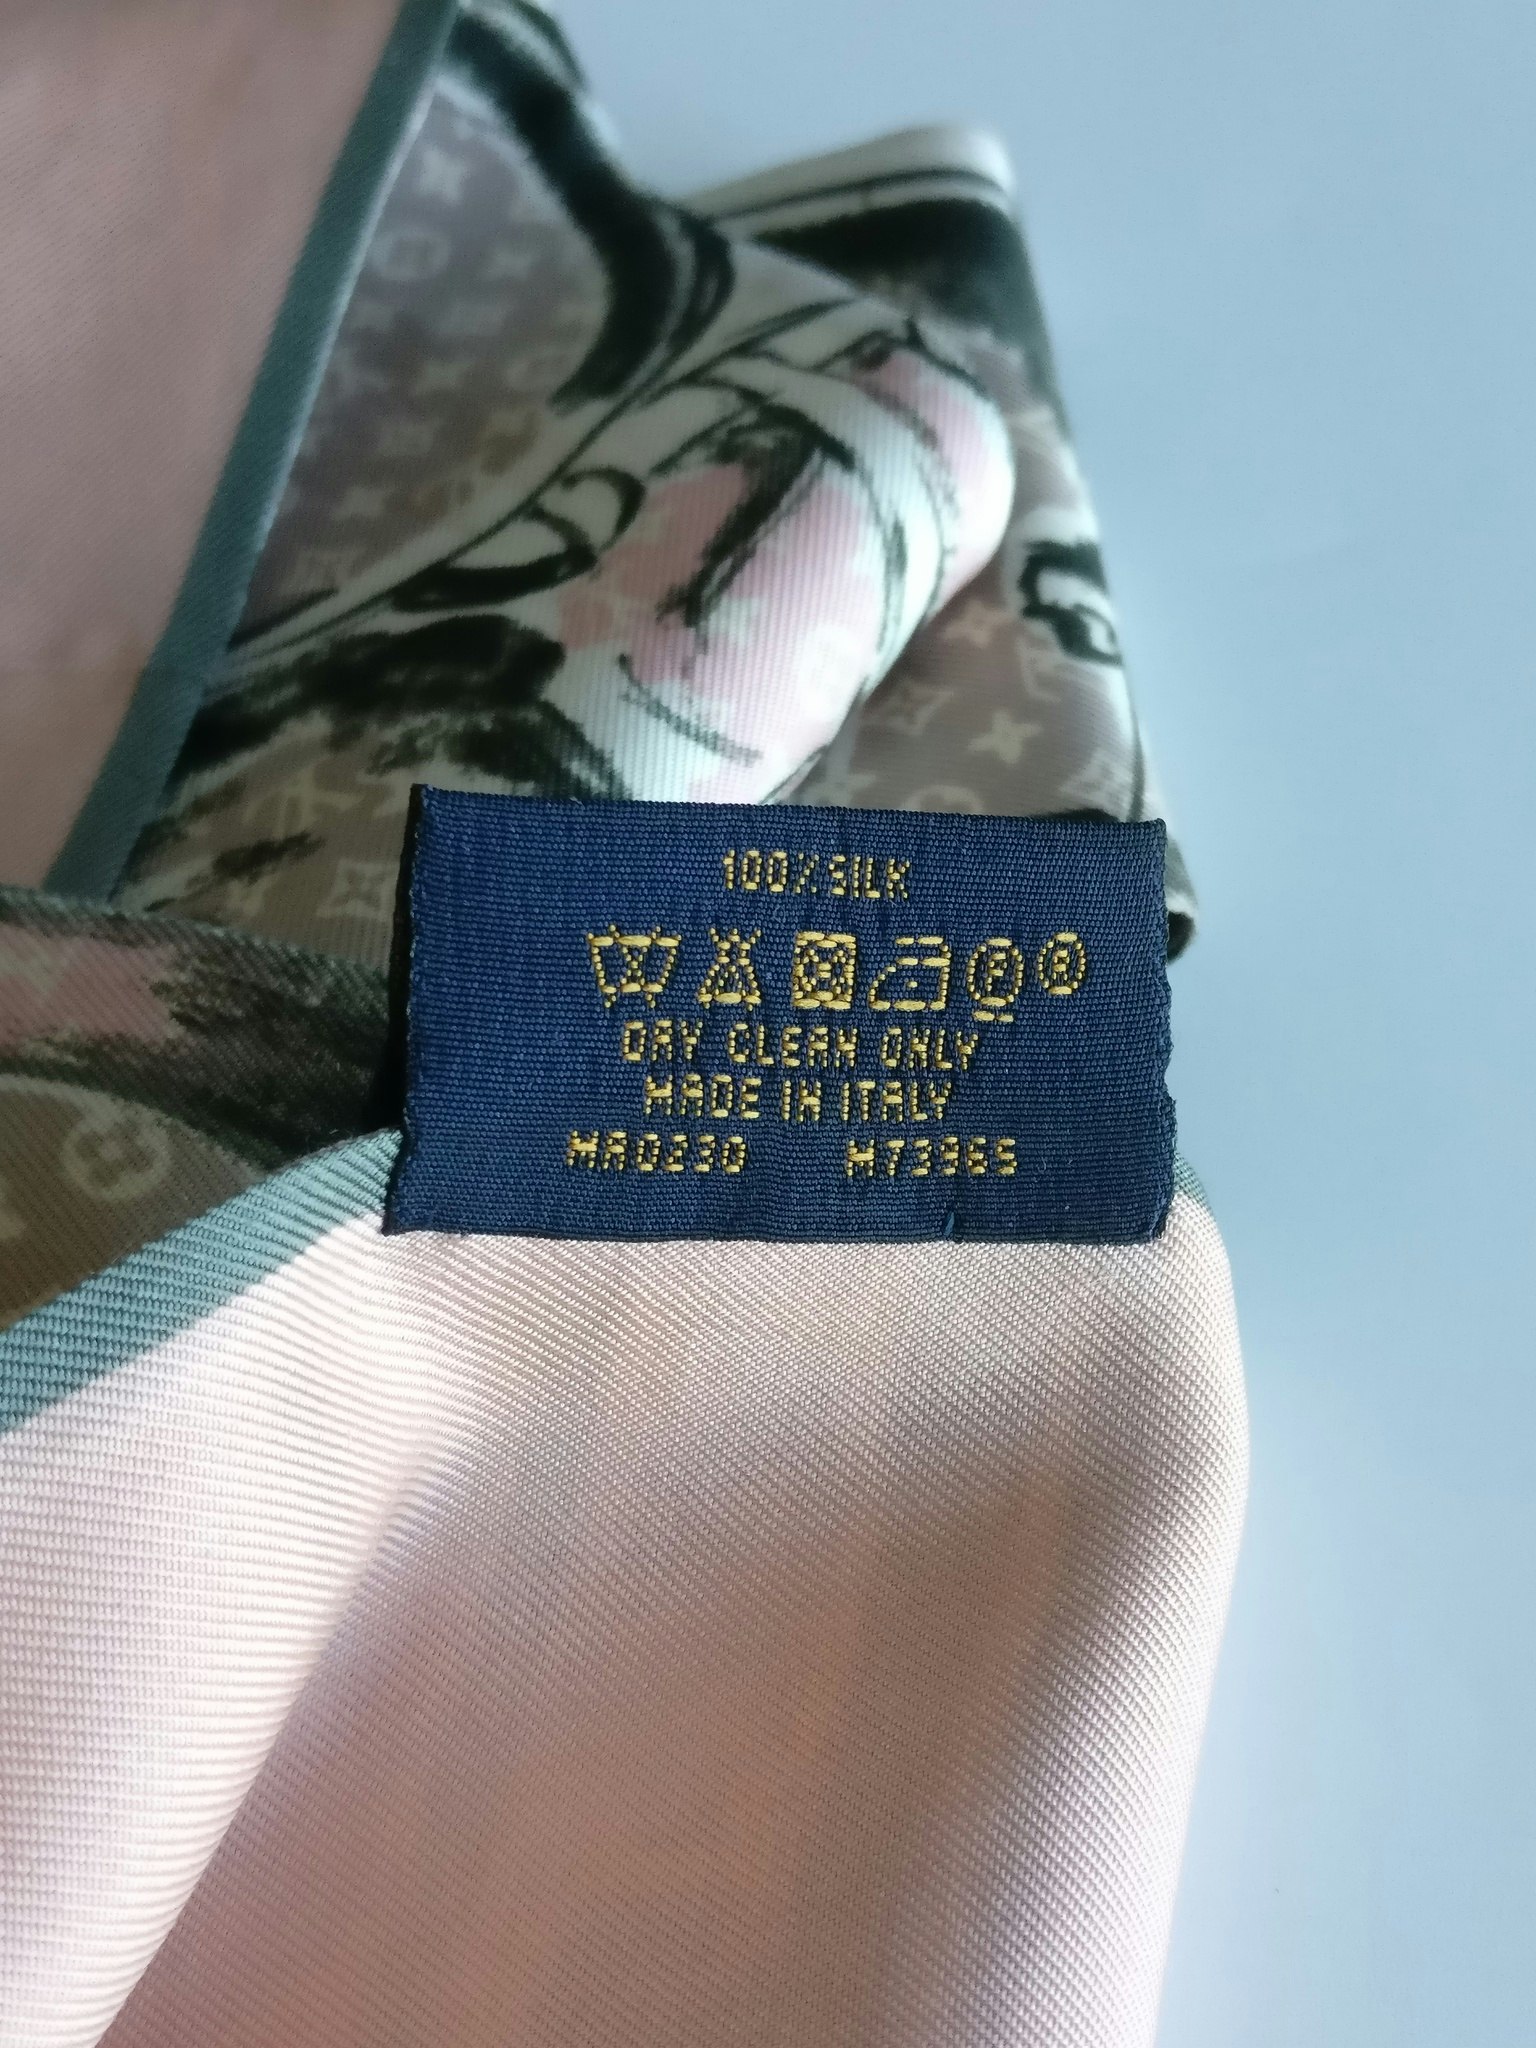 100% SILK
F R
DRY CLEAN ONLY
MADE IN ITALY
MA0230 M73965